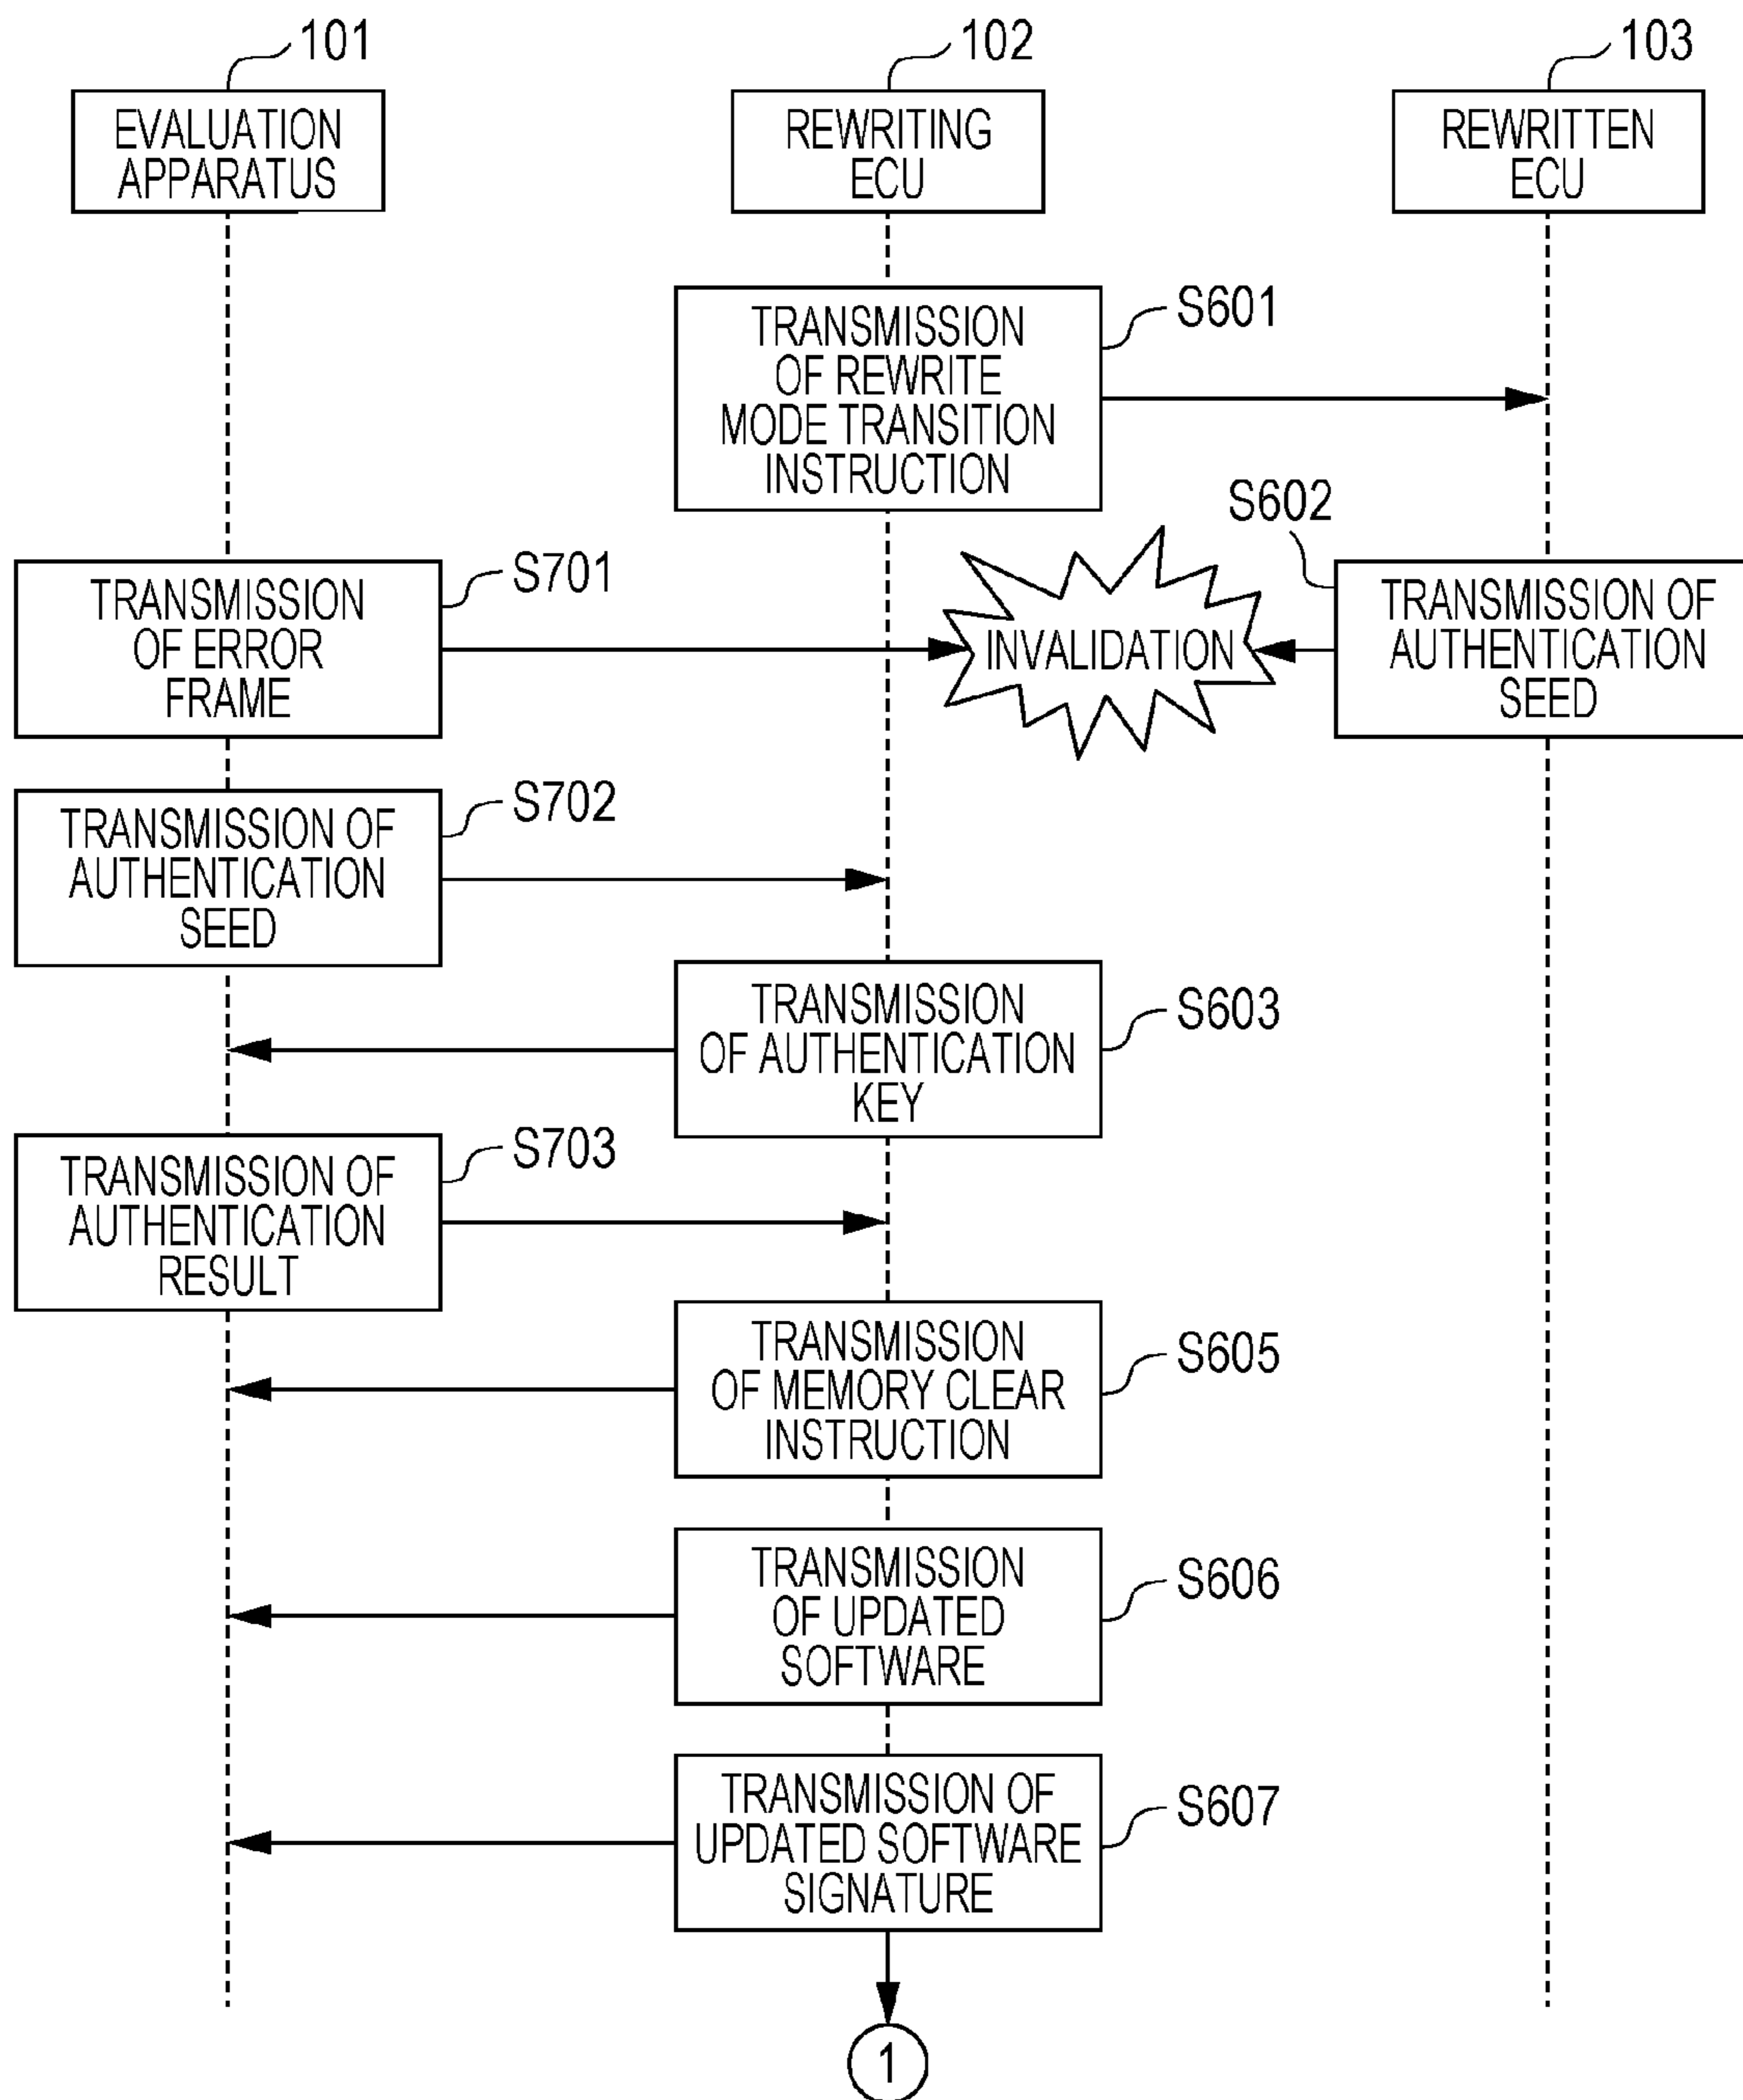 101
102
103
EVALUATION
APPARATUS
REWRITING
ECU
REWRITTEN
ECU
TRANSMISSION
OF REWRITE
MODE TRANSITION
INSTRUCTION
S601
S602
TRANSMISSION
OF ERROR
FRAME
S701
INVALIDATION
TRANSMISSION OF
AUTHENTICATION
SEED
TRANSMISSION OF
AUTHENTICATION
SEED
S702
TRANSMISSION
OF AUTHENTICATION
KEY
S603
TRANSMISSION OF
AUTHENTICATION
RESULT
S703
TRANSMISSION
OF MEMORY CLEAR
INSTRUCTION
S605
TRANSMISSION
OF UPDATED
SOFTWARE
S606
TRANSMISSION OF
UPDATED SOFTWARE
SIGNATURE
S607
1